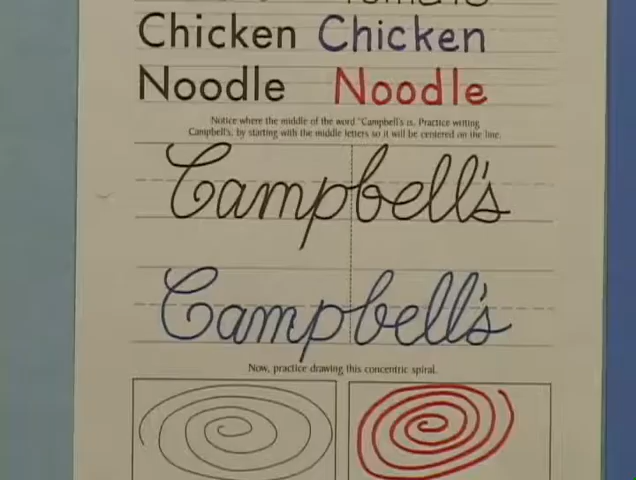 Chicken Chicken
Noodle Noodle
Notice where the middle of the word "Campbell's is. Practice writing
Campbell's, by starting with the middle letters so it will be centered on the line.
Campbell's
Campbell's
Now, practice drawing this concentric spiral.